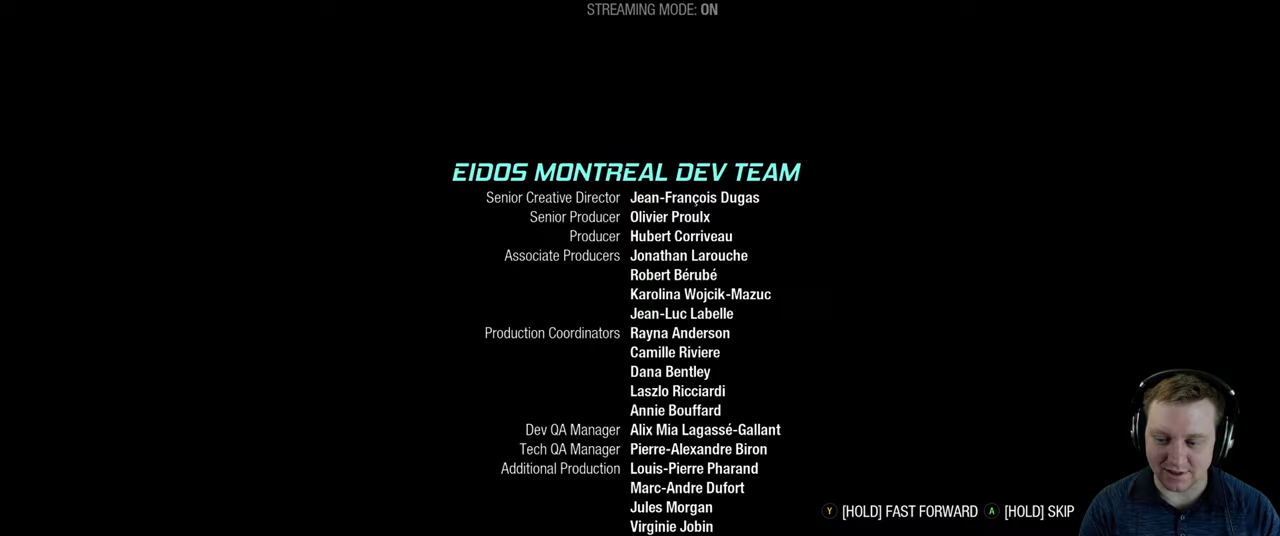 STREAMING MODE: ON
EIDOS MONTREAL DEV TEAM
Senior Creative Director Jean-François Dugas
Senior Producer Olivier Proulx
Producer Hubert Corriveau
Associate Producers Jonathan Larouche
Robert Bérubé
Karolina Wojcik-Mazuc
Jean-Luc Labelle
Production Coordinators Rayna Anderson
Camille Riviere
Dana Bentley
Laszlo Ricciardi
Annie Bouffard
Dev QA Manager Alix Mia Lagassé-Gallant
Tech QA Manager Pierre-Alexandre Biron
Additional Production Louis-Pierre Pharand
Marc-Andre Dufort
Jules Morgan
Virginie Jobin
Y [HOLD] FAST FORWARD A [HOLD] SKIP